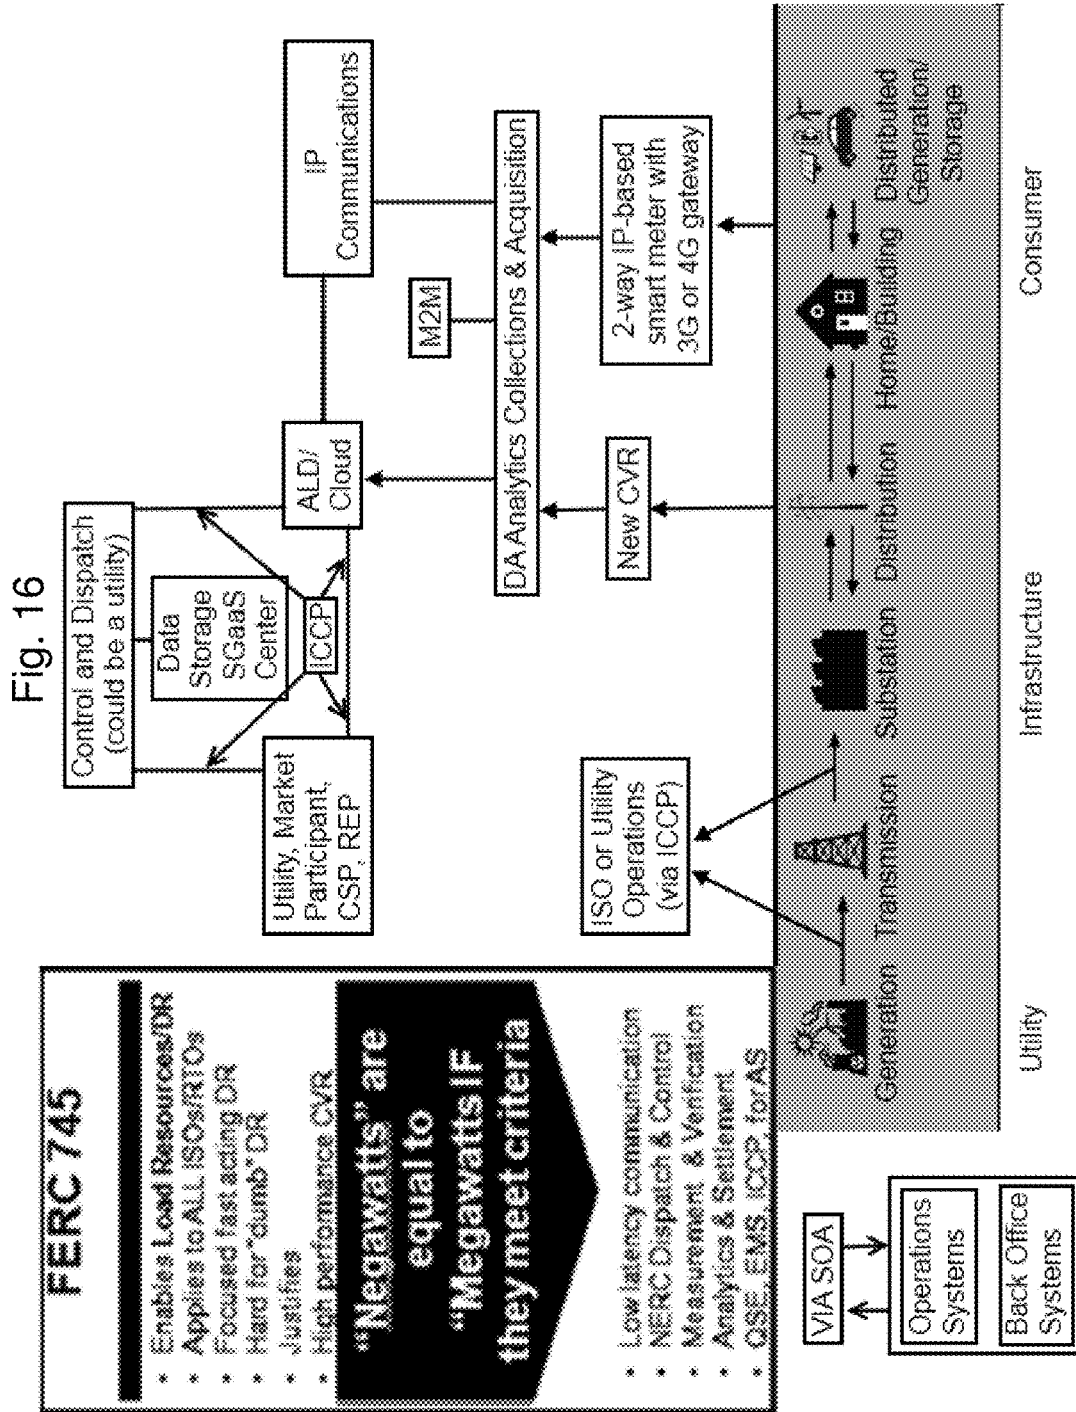 Fig. 16
FERC 745
• Enables Load Resources/DR
• Applies to ALL ISOs/RTOs
• Focused fast acting DR
• Hard for "dumb" DR
• Justifies
• High performance CVR
"Negawatts" are
equal to
"Megawatts IF
they meet criteria
• Low latency communication
• NERC Dispatch & Control
• Measurement & Verification
• Analytics & Settlement
• QSE, EMS, ICCP, for AS
Control and Dispatch
(could be a utility)
Data
Storage
SGaaS
Center
ICCP
Utility, Market
Participant,
CSP, REP
ALD/
Cloud
IP
Communications
M2M
DA Analytics Collections & Acquisition
New CVR
2-way IP-based
smart meter with
3G or 4G gateway
ISO or Utility
Operations
(via ICCP)
Generation
Transmission
Substation
Distribution
Home/Building
Distributed
Generation/
Storage
Utility
Infrastructure
Consumer
VIA SOA
Operations
Systems
Back Office
Systems